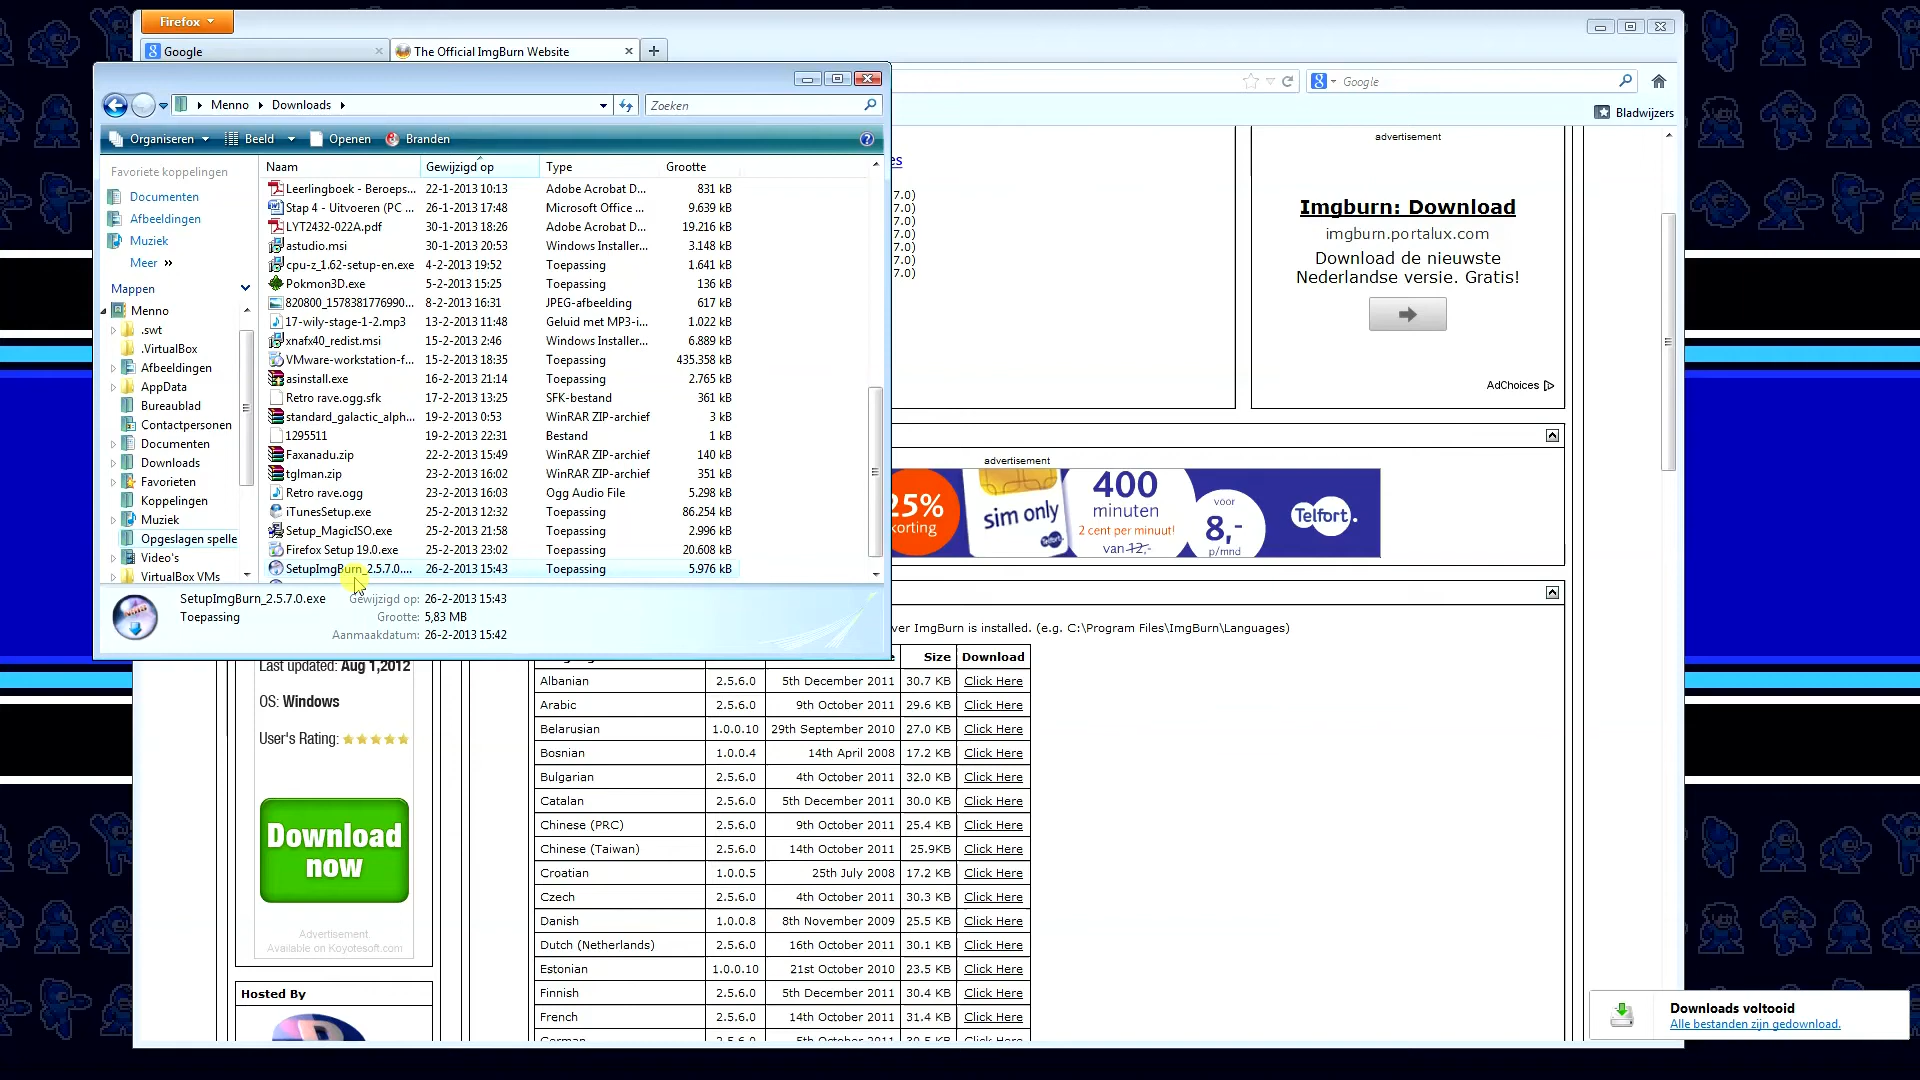 Firefox
Google
The Official ImgBurn Website
Google
Bladwijzers
Menno
Downloads
Zoeken
Organiseren
Beeld
Openen
Branden
Favoriete koppelingen
Documenten
Afbeeldingen
Muziek
Meer »
Mappen
Menno
.swt
.VirtualBox
Afbeeldingen
AppData
Bureaublad
Contactpersonen
Documenten
Downloads
Favorieten
Koppelingen
Muziek
Opgeslagen spelle
Video's
VirtualBox VMs
Naam Gewijzigd op Type Grootte
Leerlingboek - Beroeps... 22-1-2013 10:13 Adobe Acrobat D... 831 kB
Stap 4 - Uitvoeren (PC ... 26-1-2013 17:48 Microsoft Office ... 9.639 kB
LYT2432-022A.pdf 30-1-2013 18:26 Adobe Acrobat D... 19.216 kB
astudio.msi 30-1-2013 20:53 Windows Installer... 3.148 kB
cpu-z_1.62-setup-en.exe 4-2-2013 19:52 Toepassing 1.641 kB
Pokmon3D.exe 5-2-2013 15:25 Toepassing 136 kB
820800_1578381776990... 8-2-2013 16:31 JPEG-afbeelding 617 kB
17-wily-stage-1-2.mp3 13-2-2013 11:48 Geluid met MP3-i... 1.022 kB
xnafx40_redist.msi 15-2-2013 2:46 Windows Installer... 6.889 kB
VMware-workstation-f... 15-2-2013 18:35 Toepassing 435.358 kB
asinstall.exe 16-2-2013 21:14 Toepassing 2.765 kB
Retro rave.ogg.sfk 17-2-2013 13:25 SFK-bestand 361 kB
standard_galactic_alph... 19-2-2013 0:53 WinRAR ZIP-archief 3 kB
1295511 19-2-2013 22:31 Bestand 1 kB
Faxanadu.zip 22-2-2013 15:49 WinRAR ZIP-archief 140 kB
tglman.zip 23-2-2013 16:02 WinRAR ZIP-archief 351 kB
Retro rave.ogg 23-2-2013 16:03 Ogg Audio File 5.298 kB
iTunesSetup.exe 25-2-2013 12:32 Toepassing 86.254 kB
Setup_MagicISO.exe 25-2-2013 21:58 Toepassing 2.996 kB
Firefox Setup 19.0.exe 25-2-2013 23:02 Toepassing 20.608 kB
SetupImgBurn_2.5.7.0.... 26-2-2013 15:43 Toepassing 5.976 kB
SetupImgBurn_2.5.7.0.exe Gewijzigd op: 26-2-2013 15:43
Toepassing Grootte: 5,83 MB
Aanmaakdatum: 26-2-2013 15:42
es
7.0)
7.0)
7.0)
7.0)
7.0)
7.0)
7.0)
advertisement
Imgburn: Download
imgburn.portalux.com
Download de nieuwste
Nederlandse versie. Gratis!
AdChoices
advertisement
25%
korting
sim only
400
minuten
2 cent per minuut!
van 12,-
voor
8,-
p/mnd
Telfort.
ver ImgBurn is installed. (e.g. C:\Program Files\ImgBurn\Languages)
Size Download
Albanian 2.5.6.0 5th December 2011 30.7 KB Click Here
Arabic 2.5.6.0 9th October 2011 29.6 KB Click Here
Belarusian 1.0.0.10 29th September 2010 27.0 KB Click Here
Bosnian 1.0.0.4 14th April 2008 17.2 KB Click Here
Bulgarian 2.5.6.0 4th October 2011 32.0 KB Click Here
Catalan 2.5.6.0 5th December 2011 30.0 KB Click Here
Chinese (PRC) 2.5.6.0 9th October 2011 25.4 KB Click Here
Chinese (Taiwan) 2.5.6.0 14th October 2011 25.9KB Click Here
Croatian 1.0.0.5 25th July 2008 17.2 KB Click Here
Czech 2.5.6.0 4th October 2011 30.3 KB Click Here
Danish 1.0.0.8 8th November 2009 25.5 KB Click Here
Dutch (Netherlands) 2.5.6.0 16th October 2011 30.1 KB Click Here
Estonian 1.0.0.10 21st October 2010 23.5 KB Click Here
Finnish 2.5.6.0 5th December 2011 30.4 KB Click Here
French 2.5.6.0 14th October 2011 31.4 KB Click Here
German 2.5.6.0 5th October 2011 30.5 KB Click Here
Last updated: Aug 1,2012
OS: Windows
User's Rating:
Download
now
Advertisement
Available on Koyotesoft.com
Hosted By
Downloads voltooid
Alle bestanden zijn gedownload.